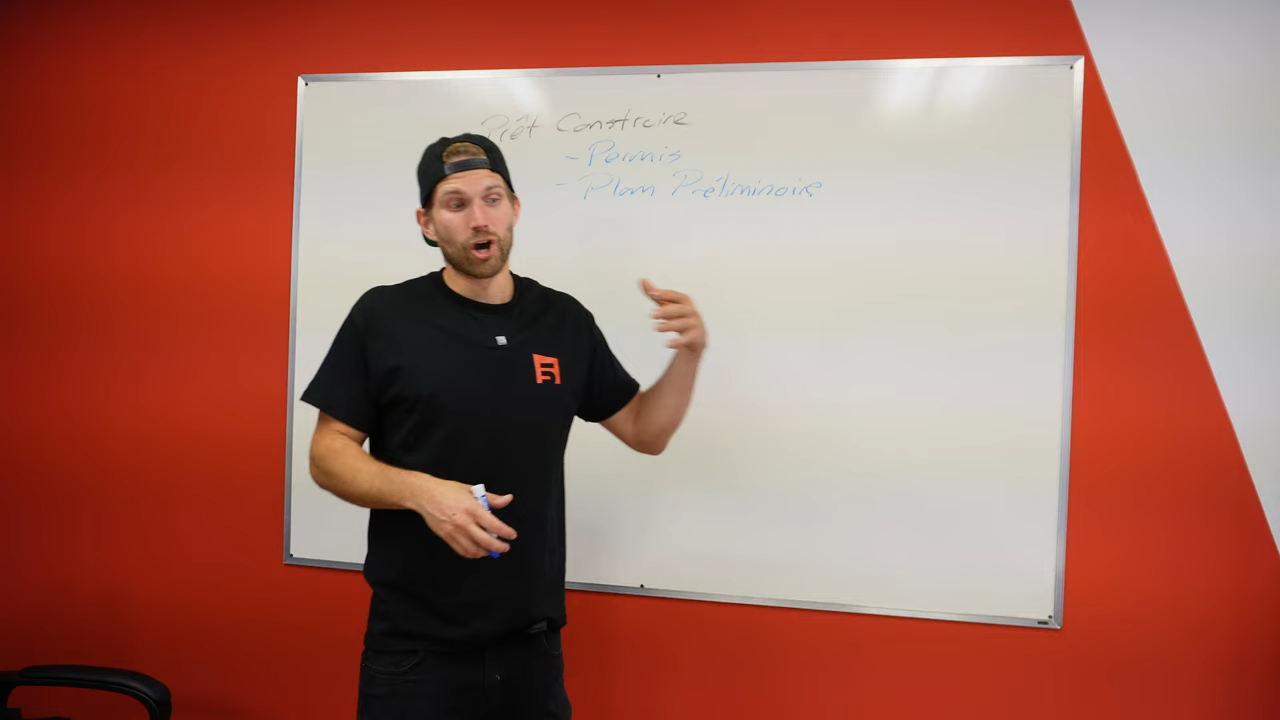 Prêt Construire
- Permis
- Plan Préliminaire